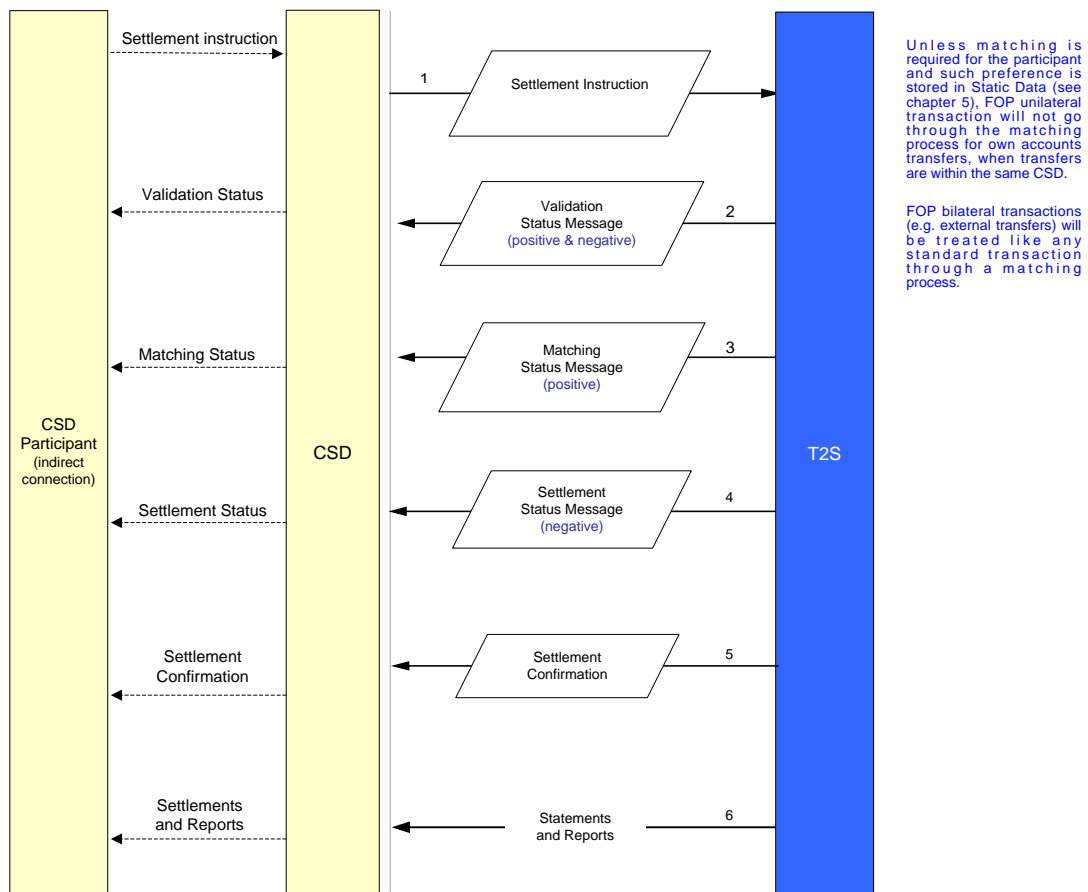 Settlement instruction
1
Settlement Instruction
Unless matching is
required for the participant
and such preference is
stored in Static Data (see
chapter 5), FOP unilateral
transaction will not go
through the matching
process for own accounts
transfers, when transfers
are within the same CSD.
FOP bilateral transactions
(e.g. external transfers) will
be treated like any
standard transaction
through a matching
process.
Validation Status
Validation
Status Message
(positive & negative)
2
Matching Status
Matching
Status Message
(positive)
3
CSD
Participant
(indirect
connection)
CSD
T2S
Settlement Status
Settlement
Status Message
(negative)
4
Settlement
Confirmation
Settlement
Confirmation
5
Settlements
and Reports
Statements
and Reports
6